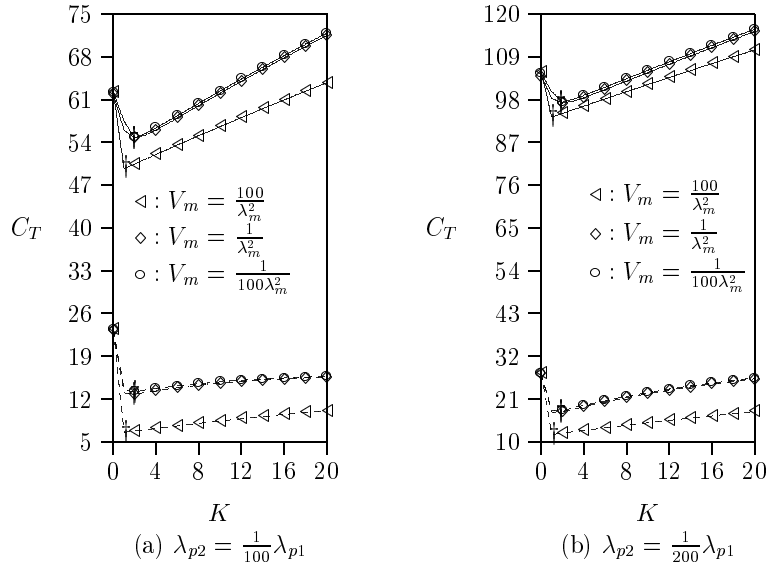 75
68
61
54
47
40
33
26
19
12
5
C_T
◁ : V_m = 100/λ_m^2
◇ : V_m = 1/λ_m^2
○ : V_m = 1/100λ_m^2
0 4 8 12 16 20
K
(a) λ_p2 = 1/100 λ_p1
120
109
98
87
76
65
54
43
32
21
10
C_T
◁ : V_m = 100/λ_m^2
◇ : V_m = 1/λ_m^2
○ : V_m = 1/100λ_m^2
0 4 8 12 16 20
K
(b) λ_p2 = 1/200 λ_p1